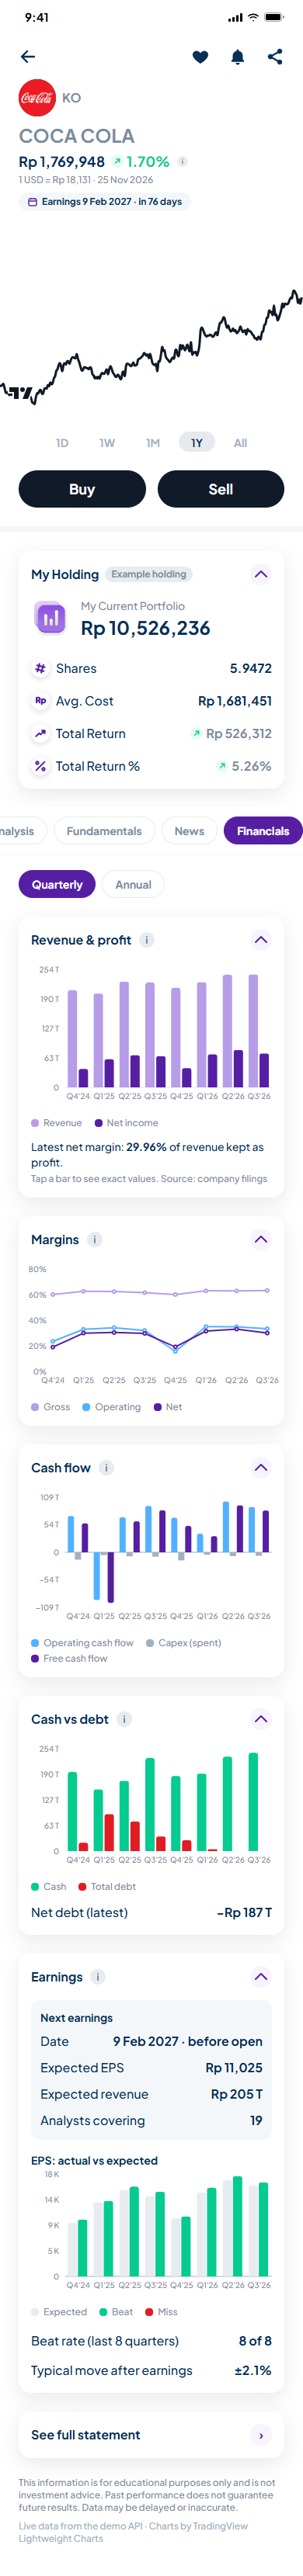 9:41
Coca-Cola
KO
COCA COLA
Rp 1,769,948 1.70%
1 USD = Rp 18,131 · 25 Nov 2026
Earnings 9 Feb 2027 · in 76 days
1D 1W 1M 1Y All
Buy Sell
My Holding Example holding
My Current Portfolio
Rp 10,526,236
Shares 5.9472
Rp Avg. Cost Rp 1,681,451
Total Return Rp 526,312
Total Return % 5.26%
nalysis Fundamentals News Financials
Quarterly Annual
Revenue & profit
254 T
190 T
127 T
63 T
0
Q4'24 Q1'25 Q2'25 Q3'25 Q4'25 Q1'26 Q2'26 Q3'26
Revenue Net income
Latest net margin: 29.96% of revenue kept as
profit.
Tap a bar to see exact values. Source: company filings
Margins
80%
60%
40%
20%
0%
Q4'24 Q1'25 Q2'25 Q3'25 Q4'25 Q1'26 Q2'26 Q3'26
Gross Operating Net
Cash flow
109 T
54 T
0
−54 T
−109 T
Q4'24 Q1'25 Q2'25 Q3'25 Q4'25 Q1'26 Q2'26 Q3'26
Operating cash flow Capex (spent)
Free cash flow
Cash vs debt
254 T
190 T
127 T
63 T
0
Q4'24 Q1'25 Q2'25 Q3'25 Q4'25 Q1'26 Q2'26 Q3'26
Cash Total debt
Net debt (latest) −Rp 187 T
Earnings
Next earnings
Date 9 Feb 2027 · before open
Expected EPS Rp 11,025
Expected revenue Rp 205 T
Analysts covering 19
EPS: actual vs expected
18 K
14 K
9 K
5 K
0
Q4'24 Q1'25 Q2'25 Q3'25 Q4'25 Q1'26 Q2'26 Q3'26
Expected Beat Miss
Beat rate (last 8 quarters) 8 of 8
Typical move after earnings ±2.1%
See full statement
This information is for educational purposes only and is not
investment advice. Past performance does not guarantee
future results. Data may be delayed or inaccurate.
Live data from the demo API · Charts by TradingView
Lightweight Charts